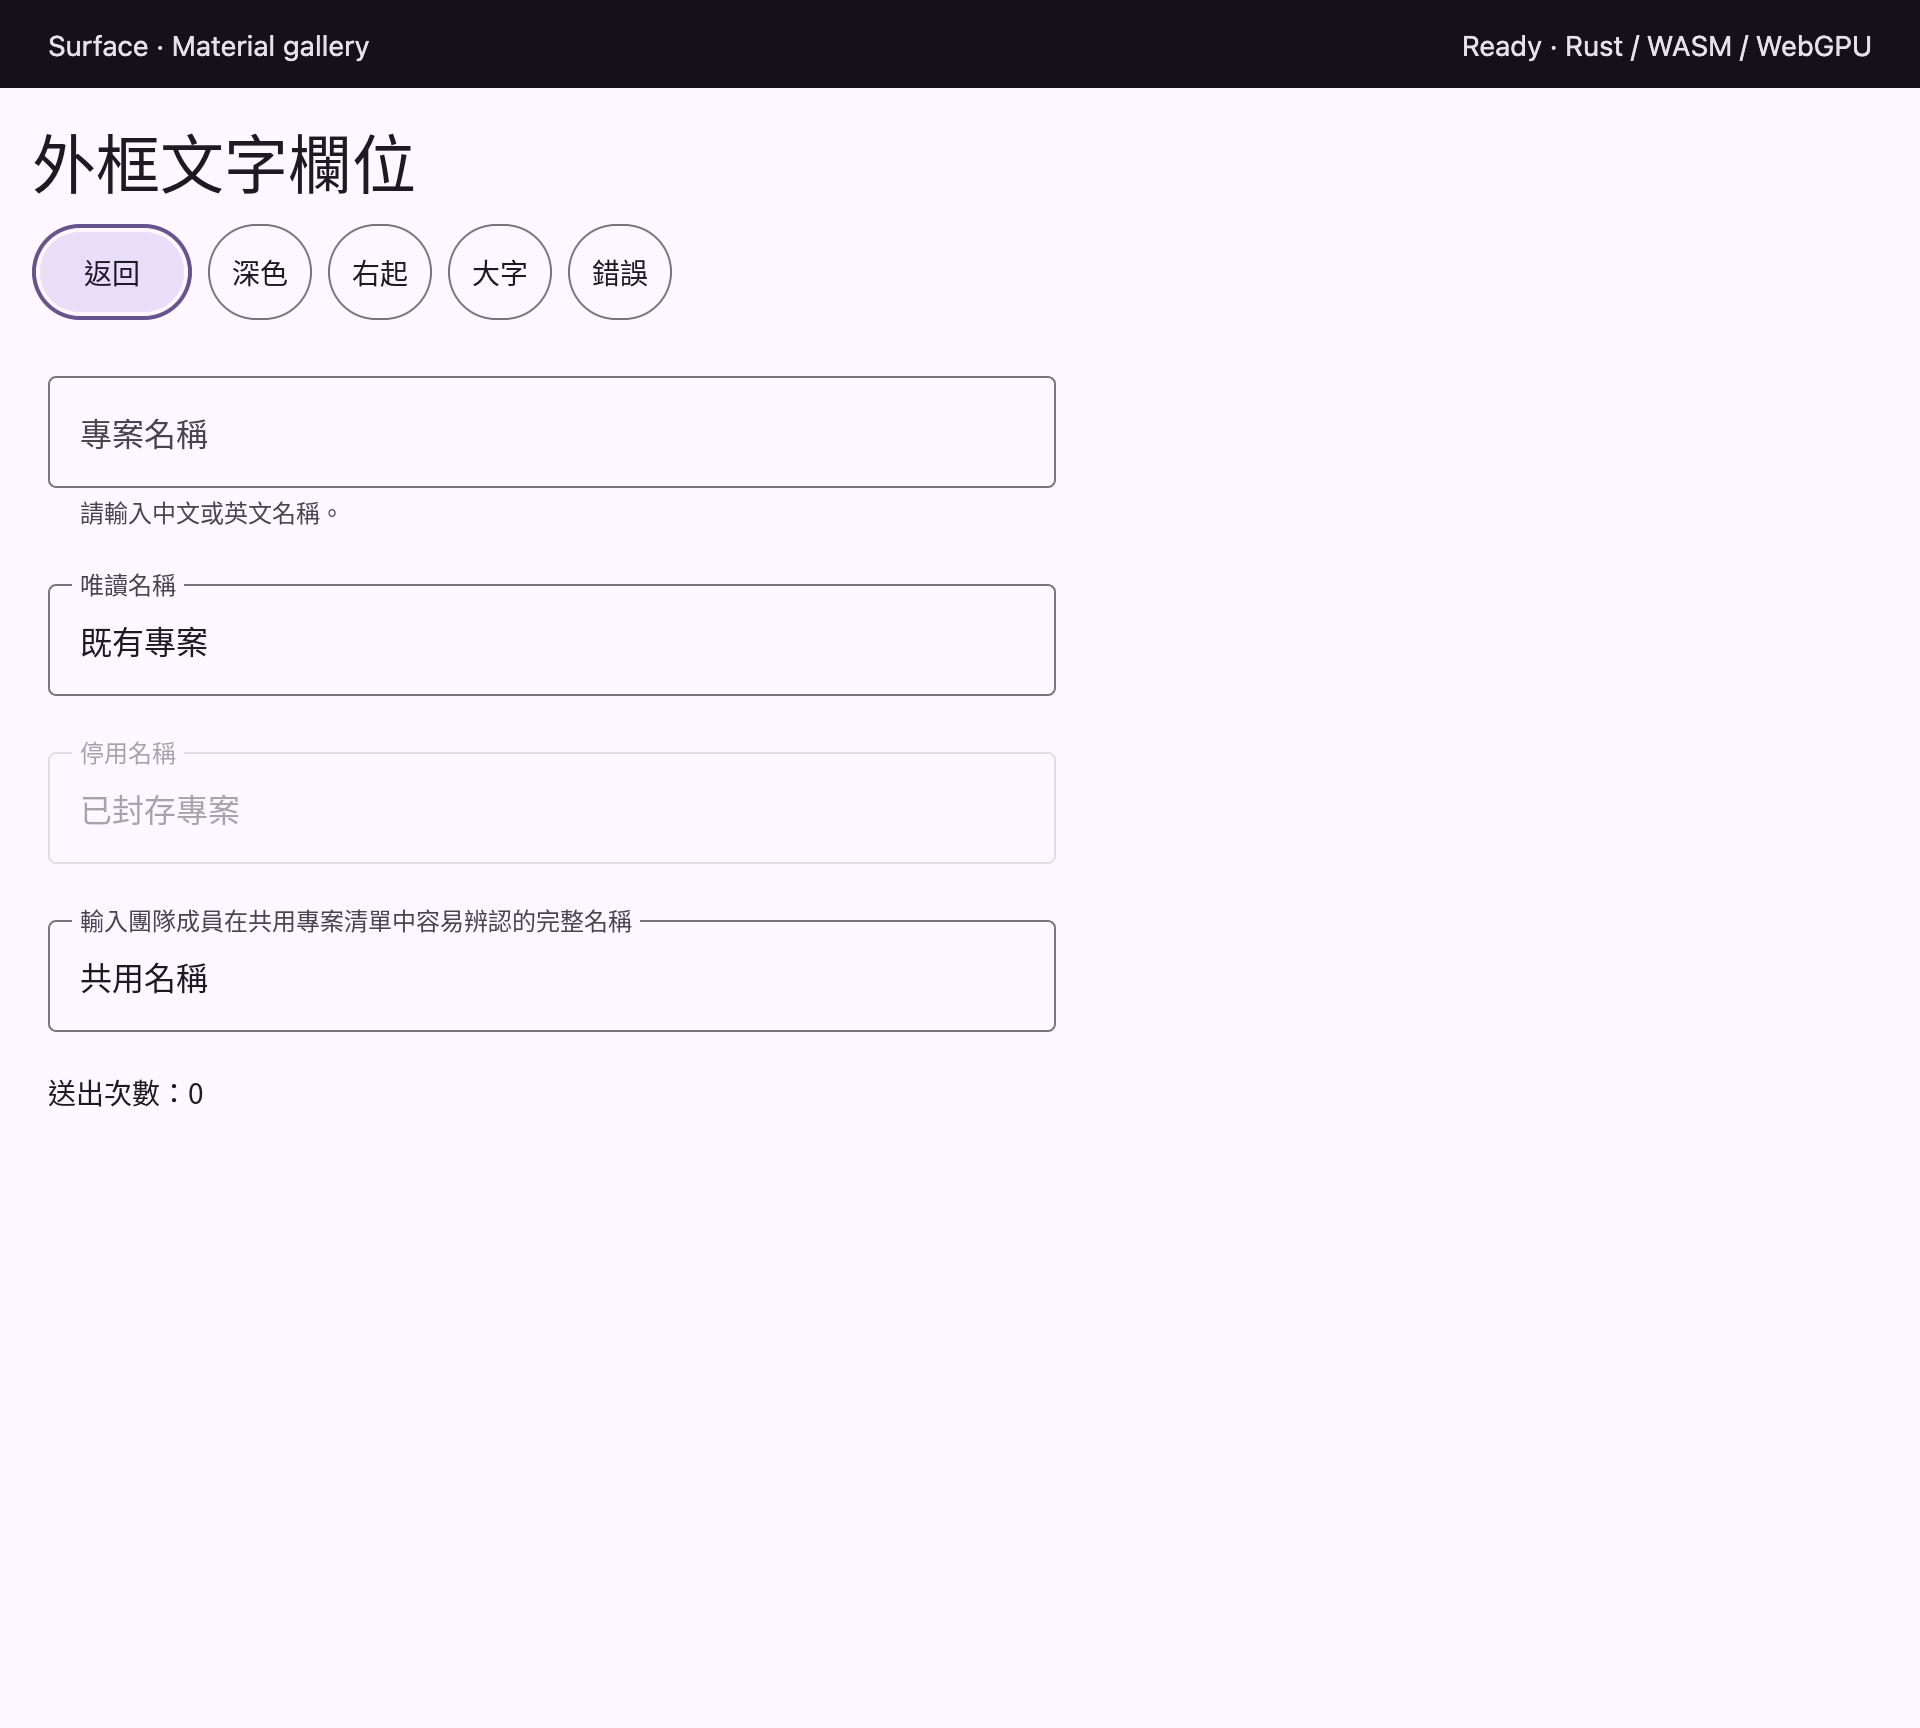 Surface · Material gallery
Ready · Rust / WASM / WebGPU
外框文字欄位
返回 深色 右起 大字 錯誤
專案名稱
請輸入中文或英文名稱。
唯讀名稱
既有專案
停用名稱
已封存專案
輸入團隊成員在共用專案清單中容易辨認的完整名稱
共用名稱
送出次數：0